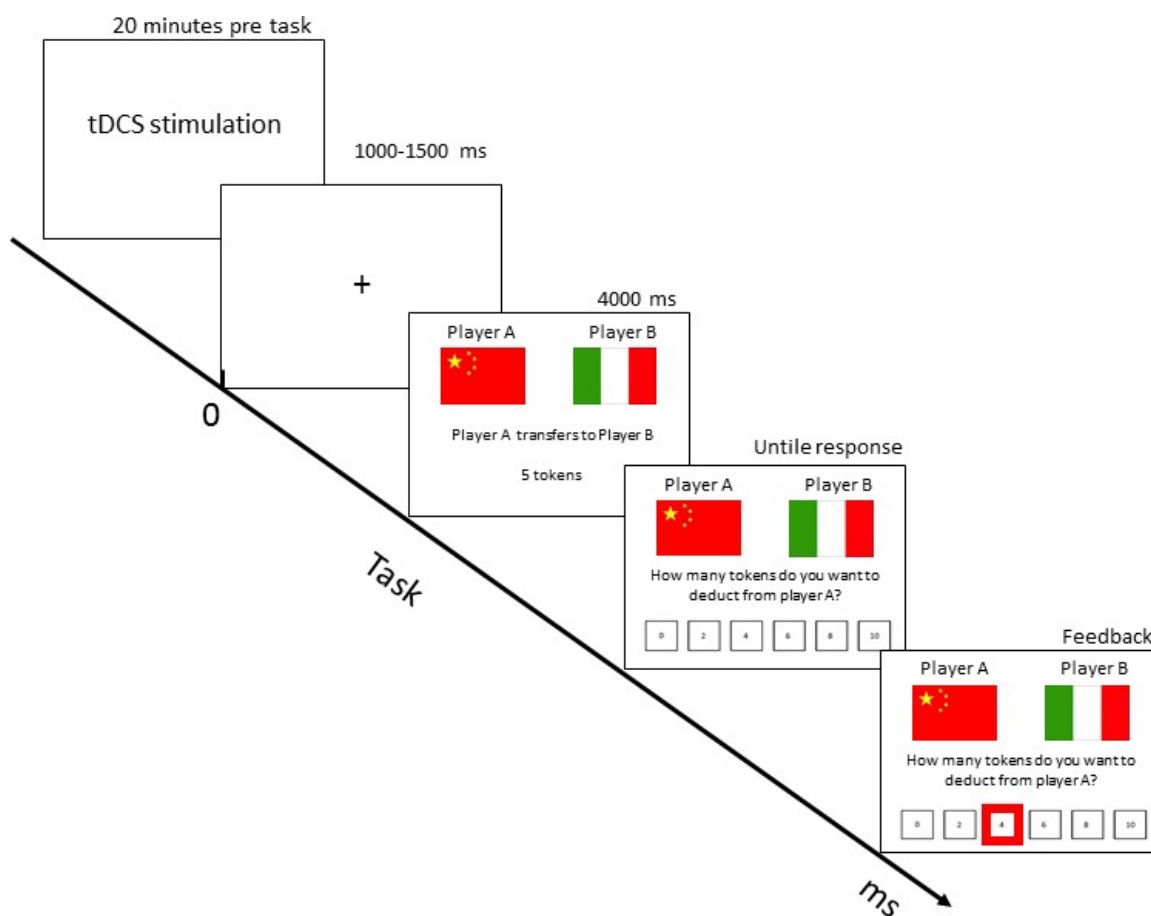 20 minutes pre task
tDCS stimulation
1000-1500 ms
+
0
4000 ms
Player A Player B
Player A transfers to Player B
5 tokens
Untile response
Player A Player B
How many tokens do you want to
deduct from player A?
0 2 4 6 8 10
Feedback
Player A Player B
How many tokens do you want to
deduct from player A?
0 2 4 6 8 10
Task
ms